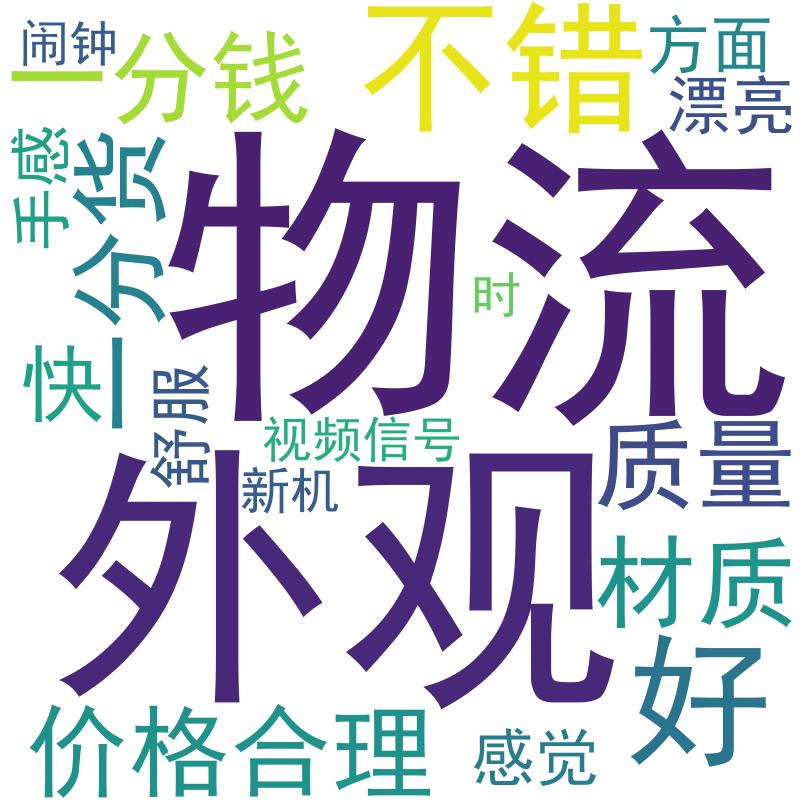 闹钟
一分钱
不错
方面
漂亮
手感
一分货
物流
时
快
舒服
视频信号
新机
外观
质量
材质
好
价格合理
感觉